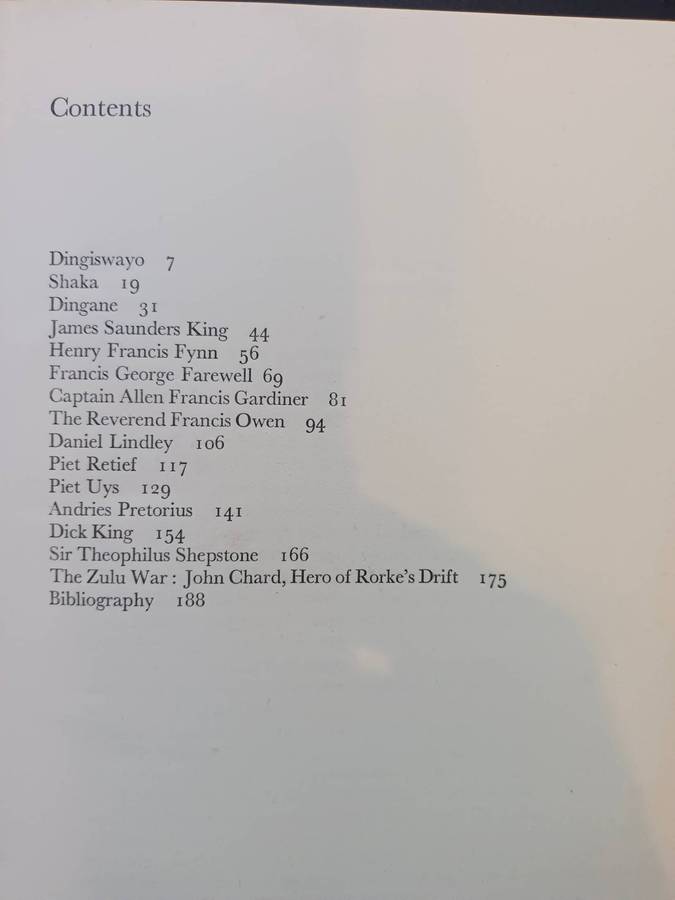 Contents
Dingiswayo 7
Shaka 19
Dingane 31
James Saunders King 44
Henry Francis Fynn 56
Francis George Farewell 69
Captain Allen Francis Gardiner 81
The Reverend Francis Owen 94
Daniel Lindley 106
Piet Retief 117
Piet Uys 129
Andries Pretorius 141
Dick King 154
Sir Theophilus Shepstone 166
The Zulu War : John Chard, Hero of Rorke's Drift 175
Bibliography 188